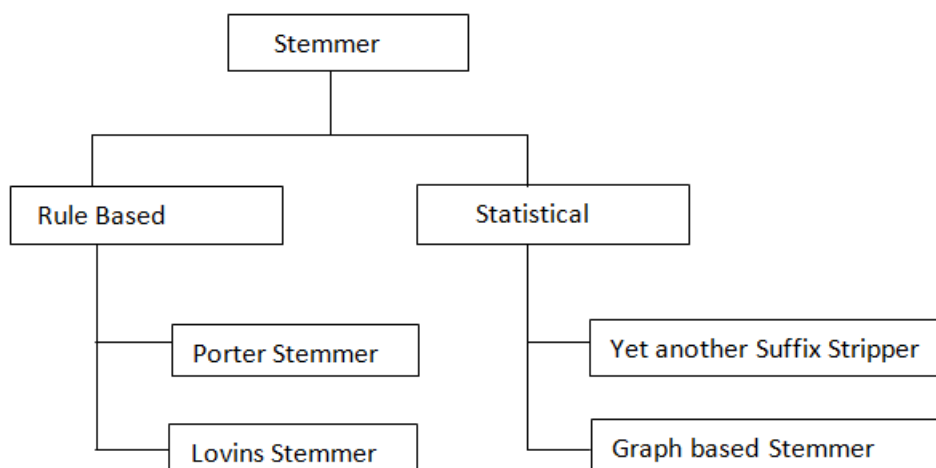 Stemmer
Rule Based
Statistical
Porter Stemmer
Yet another Suffix Stripper
Lovins Stemmer
Graph based Stemmer